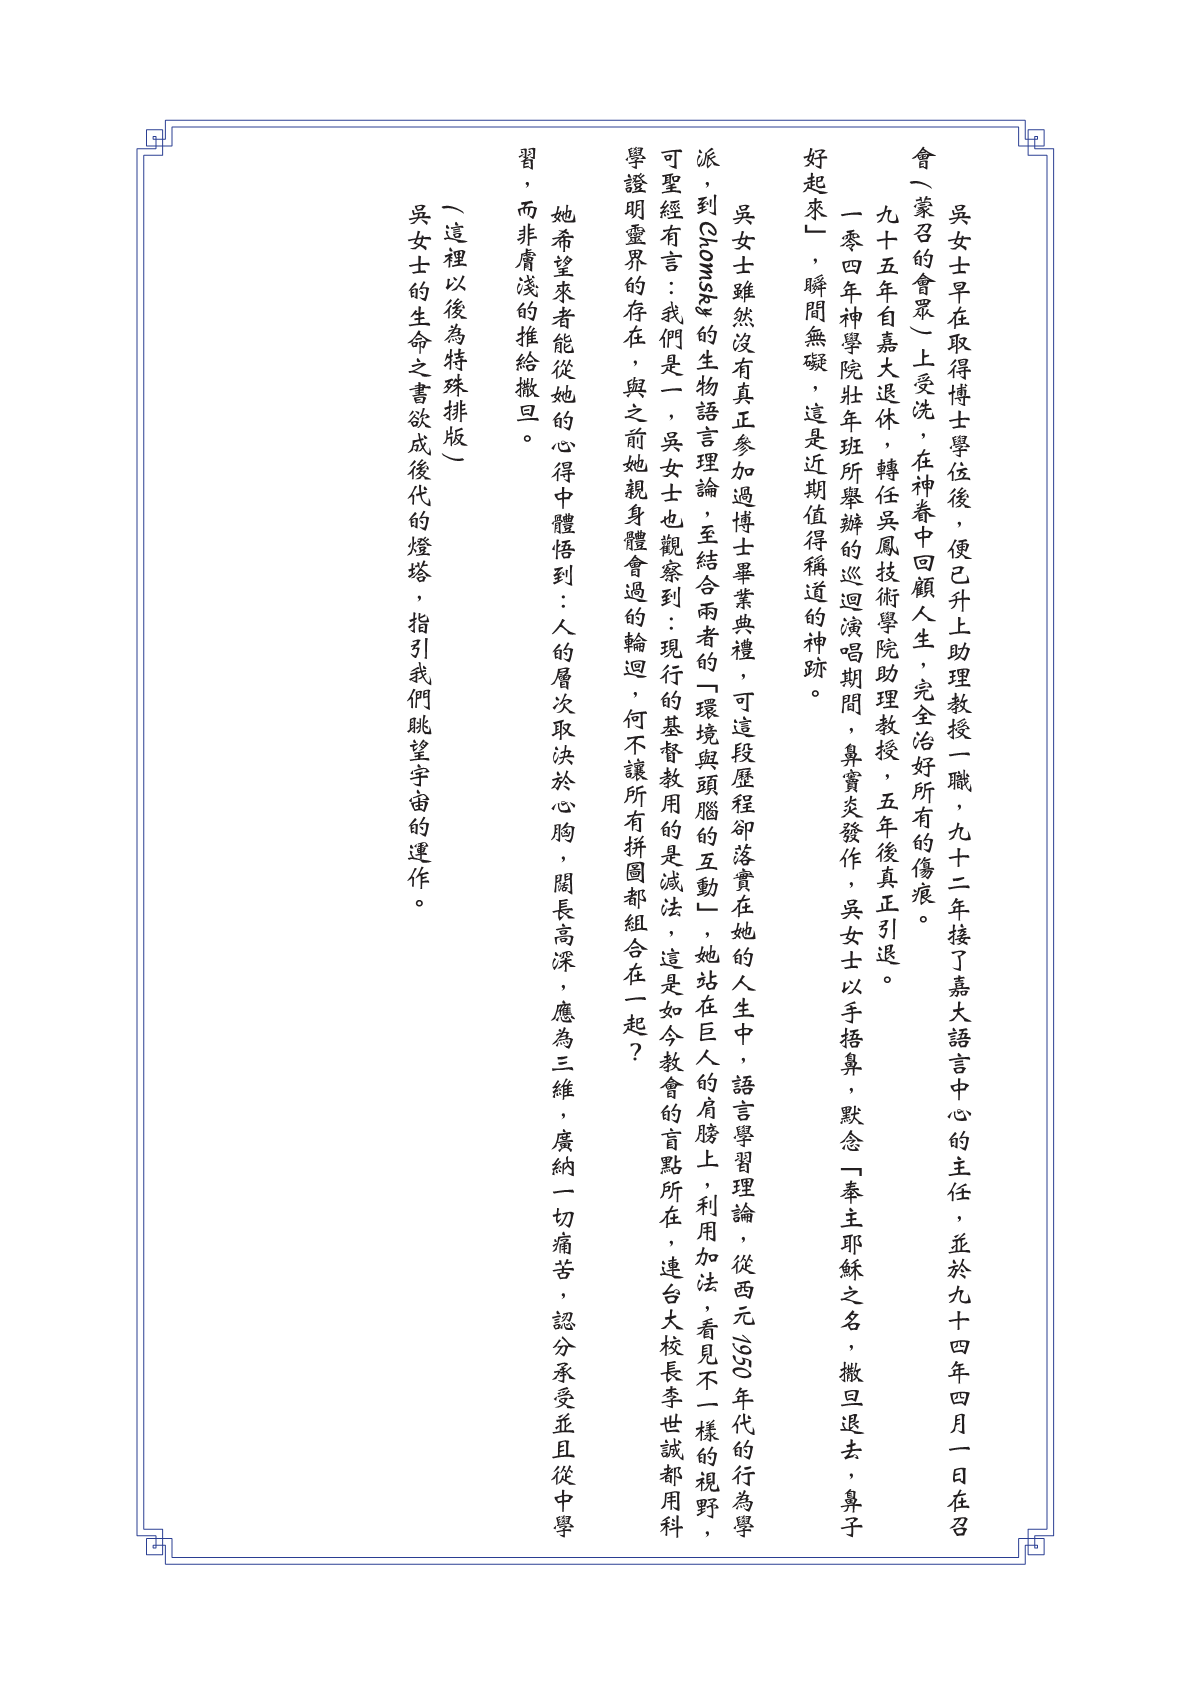 吳女士早在取得博士學位後，便已升上助理教授一職，九十二年接了嘉大語言中心的主任，並於九十四年四月一日在召
會(蒙召的會眾)上受洗，在神眷中回顧人生，完全治好所有的傷痕。
九十五年自嘉大退休，轉任吳鳳技術學院助理教授，五年後真正引退。
一零四年神學院壯年班所舉辦的巡迴演唱期間，鼻竇炎發作，吳女士以手捂鼻，默念「奉主耶穌之名，撒旦退去，鼻子
好起來」，瞬間無礙，這是近期值得稱道的神跡。
吳女士雖然沒有真正參加過博士畢業典禮，可這段歷程卻落實在她的人生中，語言學習理論，從西元1950年代的行為學
派，到Chomsky的生物語言理論，至結合兩者的「環境與頭腦的互動」，她站在巨人的肩膀上，利用加法，看見不一樣的視野，
可聖經有言：我們是一，吳女士也觀察到：現行的基督教用的是減法，這是如今教會的盲點所在，連台大校長李世誠都用科
學證明靈界的存在，與之前她親身體會過的輪迴，何不讓所有拼圖都組合在一起？
她希望來者能從她的心得中體悟到：人的層次取決於心胸，闊長高深，應為三維，廣納一切痛苦，認分承受並且從中學
習，而非膚淺的推給撒旦。
(這裡以後為特殊排版)
吳女士的生命之書欲成後代的燈塔，指引我們眺望宇宙的運作。